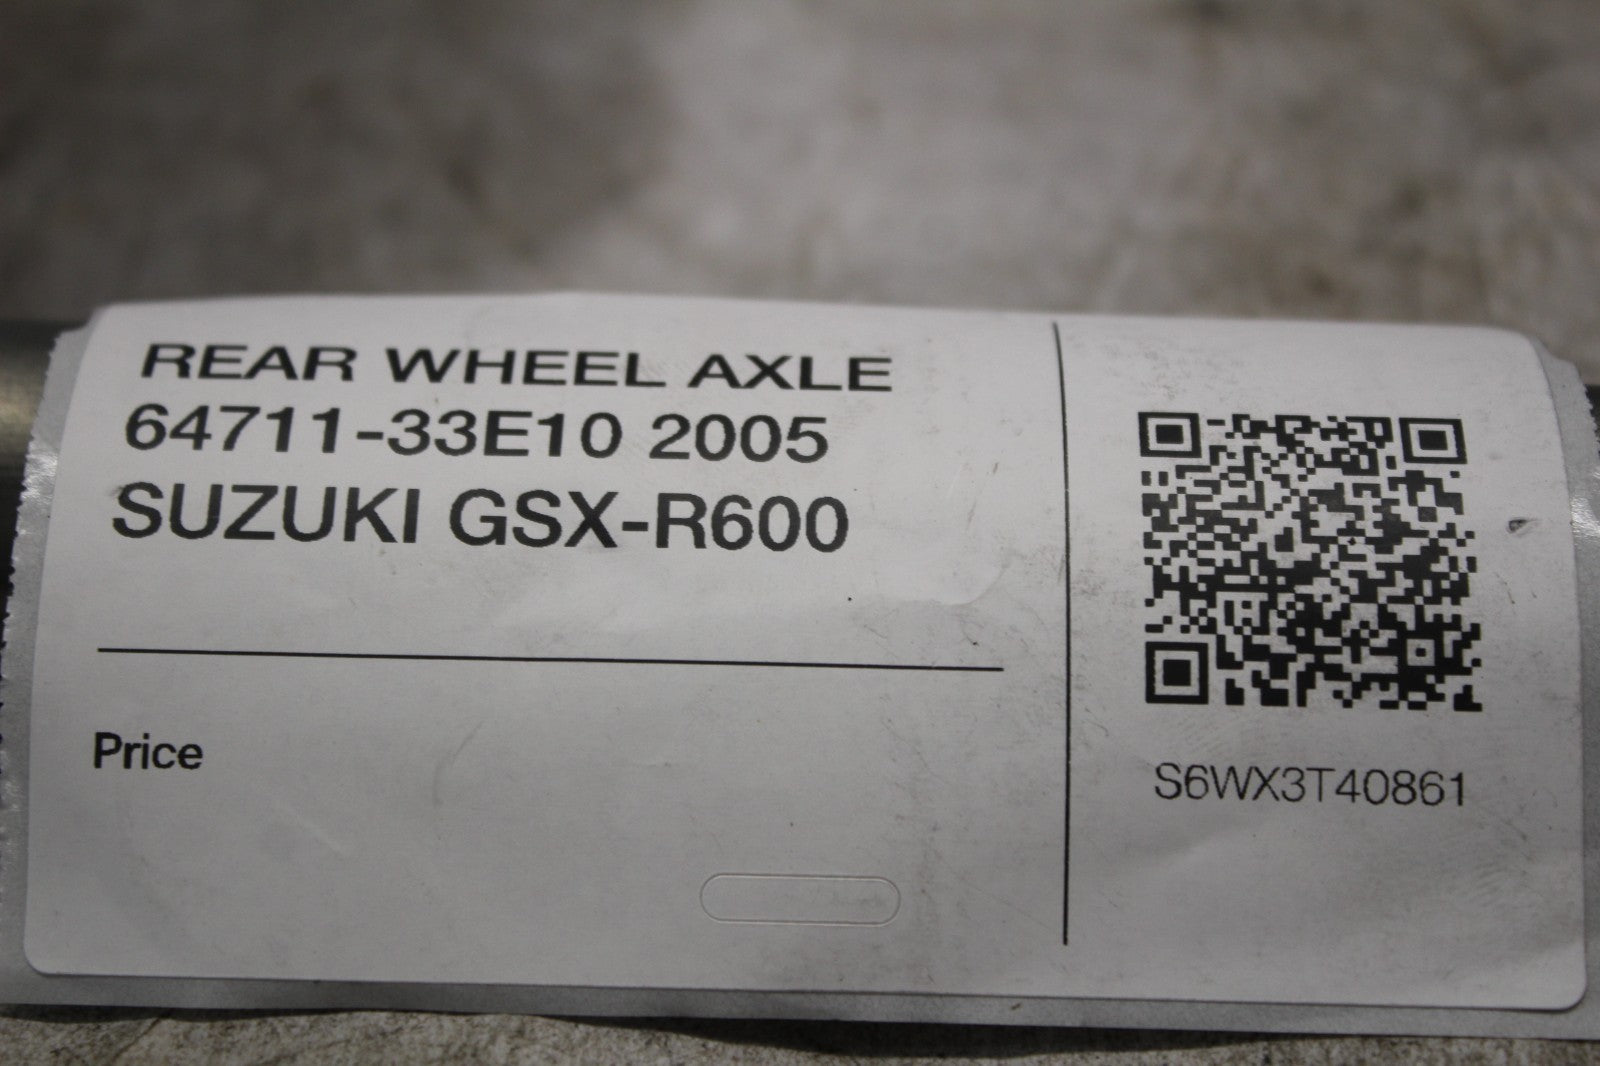 REAR WHEEL AXLE
64711-33E10 2005
SUZUKI GSX-R600
Price
S6WX3T40861